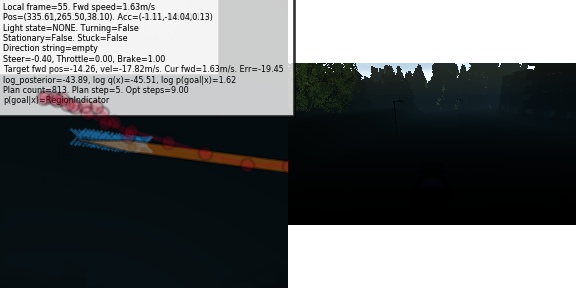 Local frame=55. Fwd speed=1.63m/s
Pos=(335.61,265.50,38.10). Acc=(-1.11,-14.04,0.13)
Light state=NONE. Turning=False
Stationary=False. Stuck=False
Direction string=empty
Steer=-0.40, Throttle=0.00, Brake=1.00
Target fwd pos=-14.26, vel=-17.82m/s. Cur fwd=1.63m/s. Err=-19.45
log_posterior=-43.89, log q(x)=-45.51, log p(goal|x)=1.62
Plan count=813. Plan step=5. Opt steps=9.00
p(goal|x)=RegionIndicator